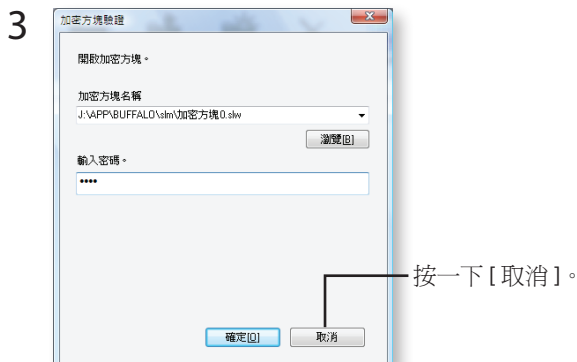 3
加密方塊驗證
開啟加密方塊。
加密方塊名稱
J:\APP\BUFFALO\slm\加密方塊0.slw
瀏覽[B]
輸入密碼。
••••
按一下[取消]。
確定[O]
取消